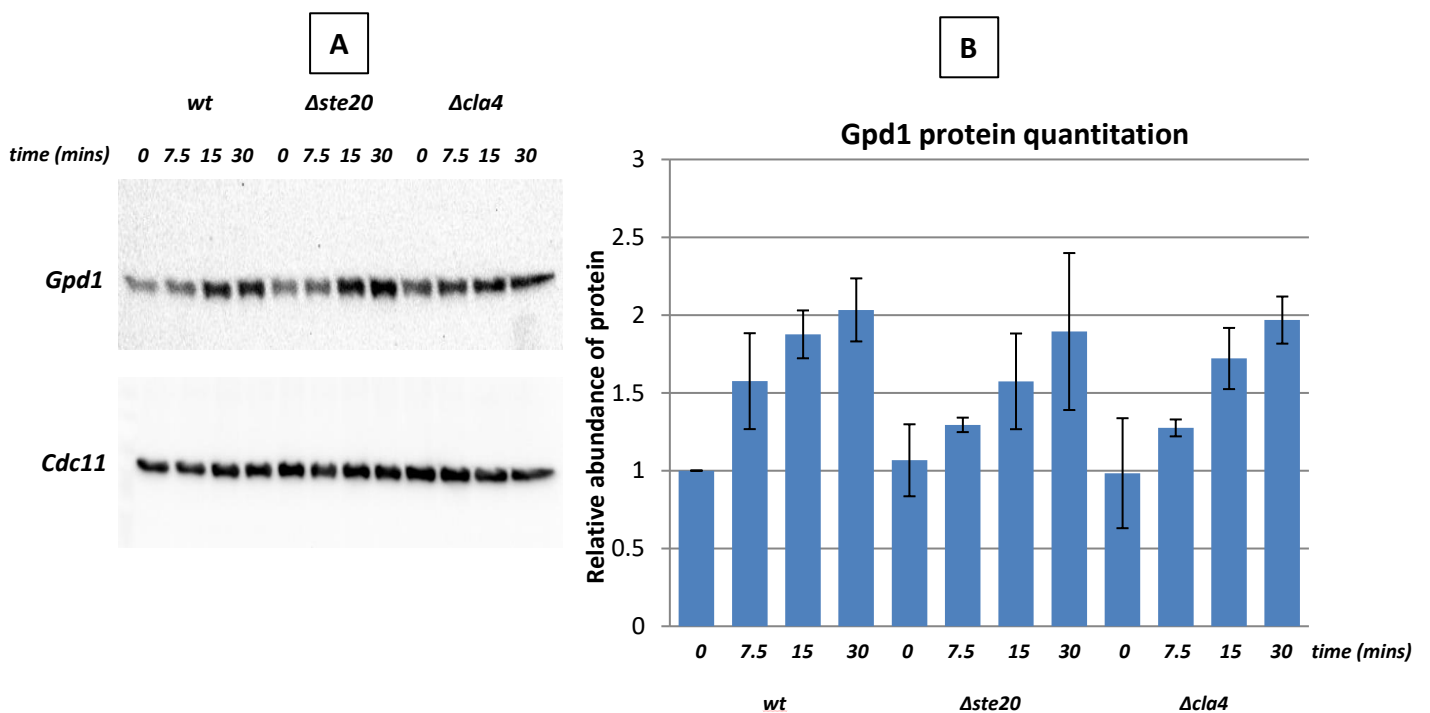 A
wt Δste20 Δcla4
time (mins) 0 7.5 15 30 0 7.5 15 30 0 7.5 15 30
Gpd1
Cdc11
B
Gpd1 protein quantitation
Relative abundance of protein
3
2.5
2
1.5
1
0.5
0
0 7.5 15 30 0 7.5 15 30 0 7.5 15 30 time (mins)
wt Δste20 Δcla4